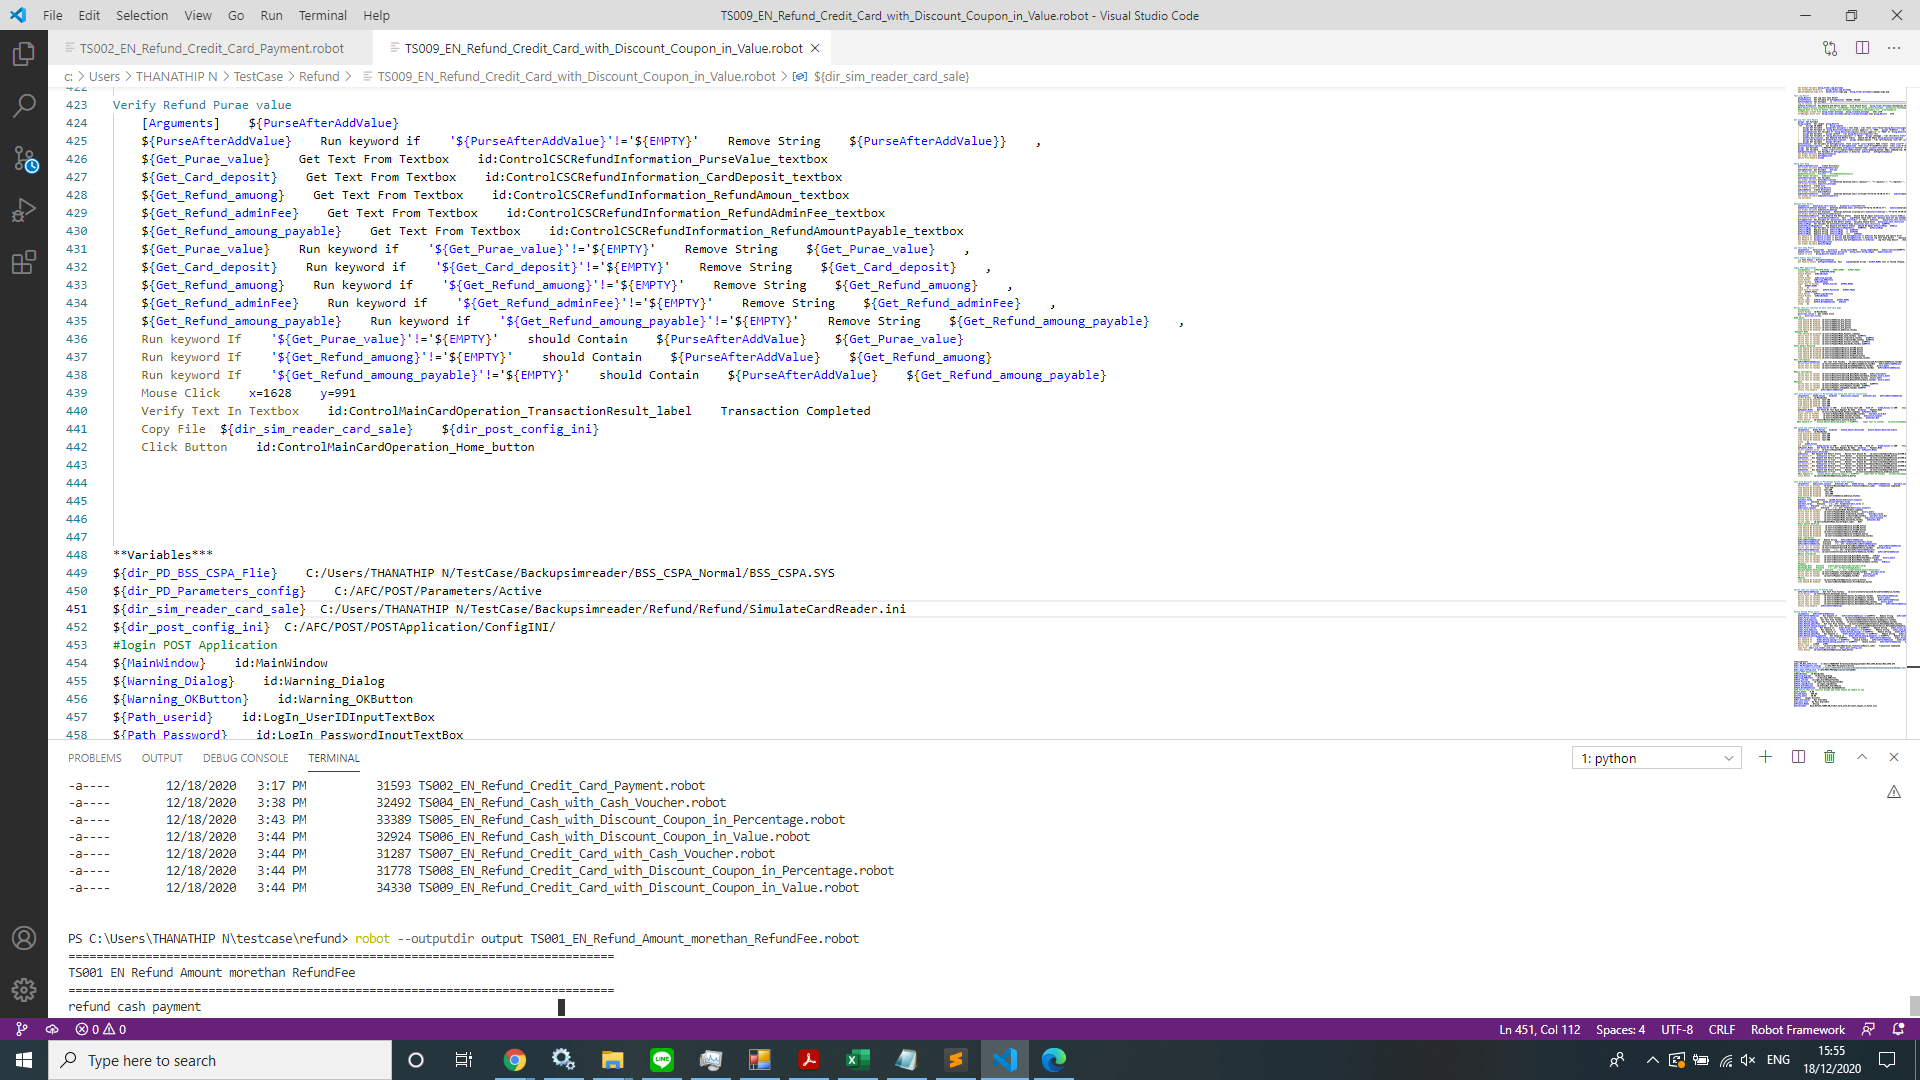 File Edit Selection View Go Run Terminal Help
TS009_EN_Refund_Credit_Card_with_Discount_Coupon_in_Value.robot - Visual Studio Code
TS002_EN_Refund_Credit_Card_Payment.robot
TS009_EN_Refund_Credit_Card_with_Discount_Coupon_in_Value.robot
c: > Users > THANATHIP N > TestCase > Refund > TS009_EN_Refund_Credit_Card_with_Discount_Coupon_in_Value.robot > ${dir_sim_reader_card_sale}
422
423 Verify Refund Purae value
424 [Arguments] ${PurseAfterAddValue}
425 ${PurseAfterAddValue} Run keyword if '${PurseAfterAddValue}'!='${EMPTY}' Remove String ${PurseAfterAddValue}} ,
426 ${Get_Purae_value} Get Text From Textbox id:ControlCSCRefundInformation_PurseValue_textbox
427 ${Get_Card_deposit} Get Text From Textbox id:ControlCSCRefundInformation_CardDeposit_textbox
428 ${Get_Refund_amuong} Get Text From Textbox id:ControlCSCRefundInformation_RefundAmoun_textbox
429 ${Get_Refund_adminFee} Get Text From Textbox id:ControlCSCRefundInformation_RefundAdminFee_textbox
430 ${Get_Refund_amoung_payable} Get Text From Textbox id:ControlCSCRefundInformation_RefundAmountPayable_textbox
431 ${Get_Purae_value} Run keyword if '${Get_Purae_value}'!='${EMPTY}' Remove String ${Get_Purae_value} ,
432 ${Get_Card_deposit} Run keyword if '${Get_Card_deposit}'!='${EMPTY}' Remove String ${Get_Card_deposit} ,
433 ${Get_Refund_amuong} Run keyword if '${Get_Refund_amuong}'!='${EMPTY}' Remove String ${Get_Refund_amuong} ,
434 ${Get_Refund_adminFee} Run keyword if '${Get_Refund_adminFee}'!='${EMPTY}' Remove String ${Get_Refund_adminFee} ,
435 ${Get_Refund_amoung_payable} Run keyword if '${Get_Refund_amoung_payable}'!='${EMPTY}' Remove String ${Get_Refund_amoung_payable} ,
436 Run keyword If '${Get_Purae_value}'!='${EMPTY}' should Contain ${PurseAfterAddValue} ${Get_Purae_value}
437 Run keyword If '${Get_Refund_amuong}'!='${EMPTY}' should Contain ${PurseAfterAddValue} ${Get_Refund_amuong}
438 Run keyword If '${Get_Refund_amoung_payable}'!='${EMPTY}' should Contain ${PurseAfterAddValue} ${Get_Refund_amoung_payable}
439 Mouse Click x=1628 y=991
440 Verify Text In Textbox id:ControlMainCardOperation_TransactionResult_label Transaction Completed
441 Copy File ${dir_sim_reader_card_sale} ${dir_post_config_ini}
442 Click Button id:ControlMainCardOperation_Home_button
443
444
445
446
447
448 **Variables***
449 ${dir_PD_BSS_CSPA_Flie} C:/Users/THANATHIP N/TestCase/Backupsimreader/BSS_CSPA_Normal/BSS_CSPA.SYS
450 ${dir_PD_Parameters_config} C:/AFC/POST/Parameters/Active
451 ${dir_sim_reader_card_sale} C:/Users/THANATHIP N/TestCase/Backupsimreader/Refund/Refund/SimulateCardReader.ini
452 ${dir_post_config_ini} C:/AFC/POST/POSTApplication/ConfigINI/
453 #login POST Application
454 ${MainWindow} id:MainWindow
455 ${Warning_Dialog} id:Warning_Dialog
456 ${Warning_OKButton} id:Warning_OKButton
457 ${Path_userid} id:LogIn_UserIDInputTextBox
458 ${Path_Password} id:LogIn_PasswordInputTextBox
PROBLEMS OUTPUT DEBUG CONSOLE TERMINAL 1: python
-a---- 12/18/2020 3:17 PM 31593 TS002_EN_Refund_Credit_Card_Payment.robot
-a---- 12/18/2020 3:38 PM 32492 TS004_EN_Refund_Cash_with_Cash_Voucher.robot
-a---- 12/18/2020 3:43 PM 33389 TS005_EN_Refund_Cash_with_Discount_Coupon_in_Percentage.robot
-a---- 12/18/2020 3:44 PM 32924 TS006_EN_Refund_Cash_with_Discount_Coupon_in_Value.robot
-a---- 12/18/2020 3:44 PM 31287 TS007_EN_Refund_Credit_Card_with_Cash_Voucher.robot
-a---- 12/18/2020 3:44 PM 31778 TS008_EN_Refund_Credit_Card_with_Discount_Coupon_in_Percentage.robot
-a---- 12/18/2020 3:44 PM 34330 TS009_EN_Refund_Credit_Card_with_Discount_Coupon_in_Value.robot
PS C:\Users\THANATHIP N\testcase\refund> robot --outputdir output TS001_EN_Refund_Amount_morethan_RefundFee.robot
==============================================================================
TS001 EN Refund Amount morethan RefundFee
==============================================================================
refund cash payment
0 0
Ln 451, Col 112 Spaces: 4 UTF-8 CRLF Robot Framework
Type here to search
ENG
15:55
18/12/2020